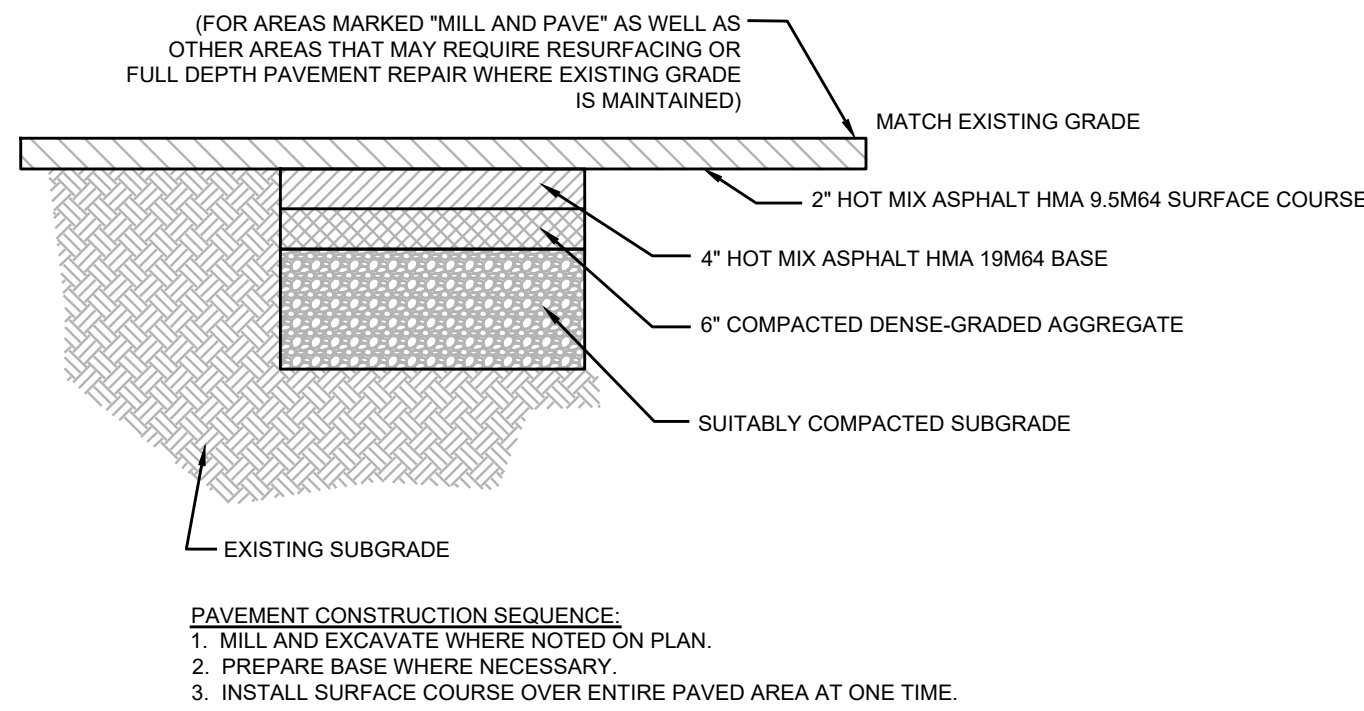 (FOR AREAS MARKED "MILL AND PAVE" AS WELL AS
OTHER AREAS THAT MAY REQUIRE RESURFACING OR
FULL DEPTH PAVEMENT REPAIR WHERE EXISTING GRADE
IS MAINTAINED)
MATCH EXISTING GRADE
2" HOT MIX ASPHALT HMA 9.5M64 SURFACE COURSE
4" HOT MIX ASPHALT HMA 19M64 BASE
6" COMPACTED DENSE-GRADED AGGREGATE
SUITABLY COMPACTED SUBGRADE
EXISTING SUBGRADE
PAVEMENT CONSTRUCTION SEQUENCE:
1. MILL AND EXCAVATE WHERE NOTED ON PLAN.
2. PREPARE BASE WHERE NECESSARY.
3. INSTALL SURFACE COURSE OVER ENTIRE PAVED AREA AT ONE TIME.